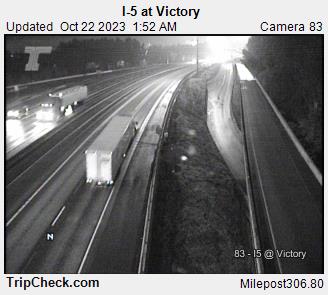 I-5 at Victory
Updated Oct 22 2023 1:52 AM Camera 83
T
N
83 - I5 @ Victory
TripCheck.com Milepost306.80